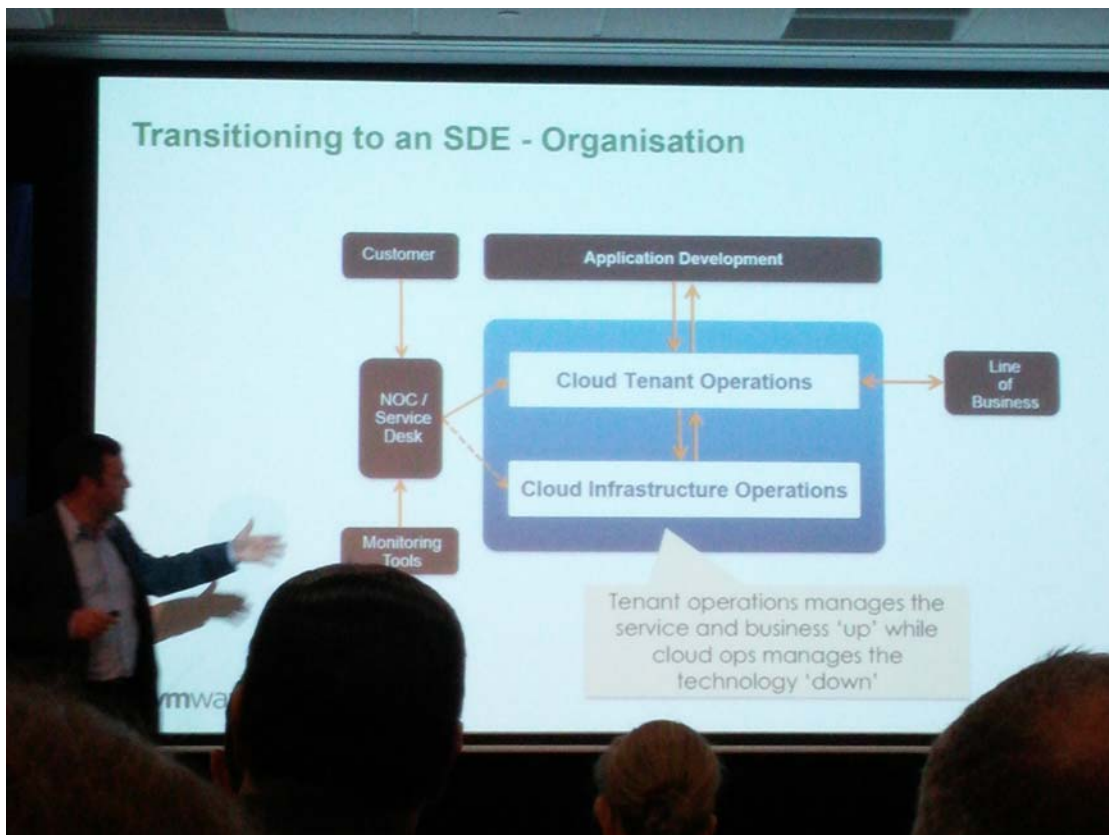 Transitioning to an SDE - Organisation
Customer
Application Development
Cloud Tenant Operations
Line
of
Business
NOC /
Service
Desk
Cloud Infrastructure Operations
Monitoring
Tools
Tenant operations manages the
service and business ‘up’ while
cloud ops manages the
technology ‘down’
vmwa